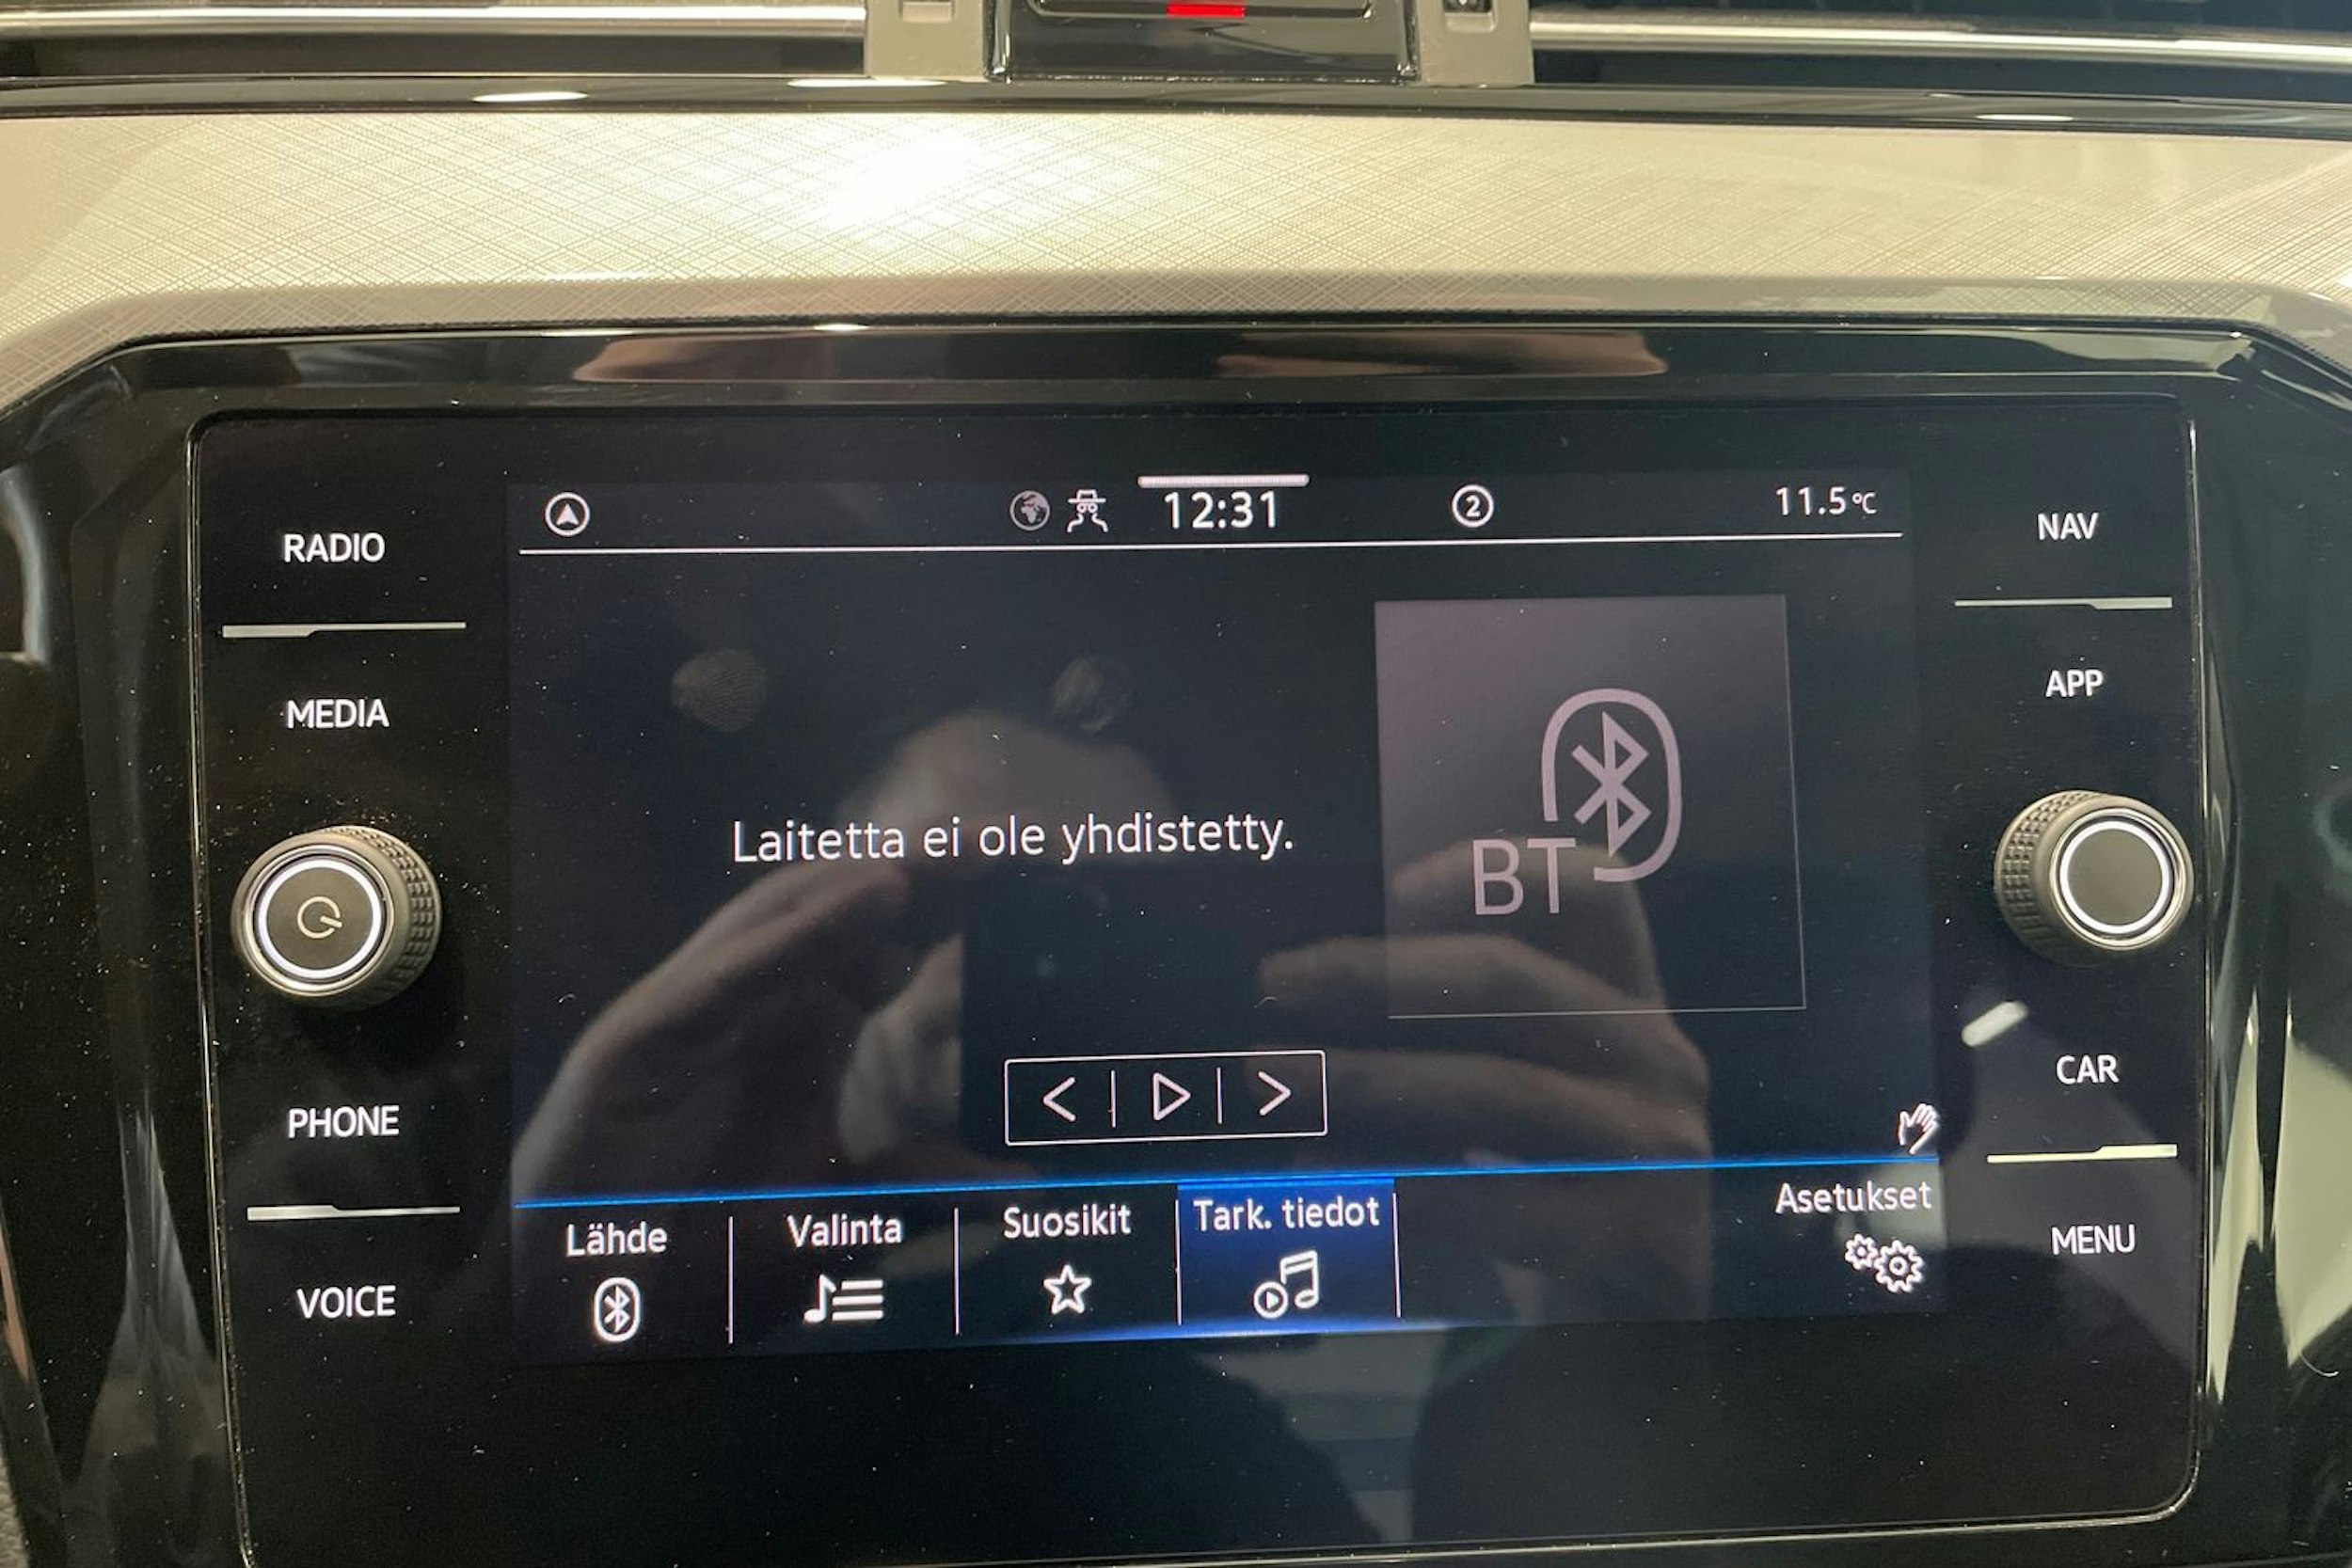 12:31 2 11.5°C
RADIO
NAV
MEDIA
APP
Laitetta ei ole yhdistetty.
BT
PHONE
CAR
Lähde Valinta Suosikit Tark. tiedot Asetukset
VOICE
MENU